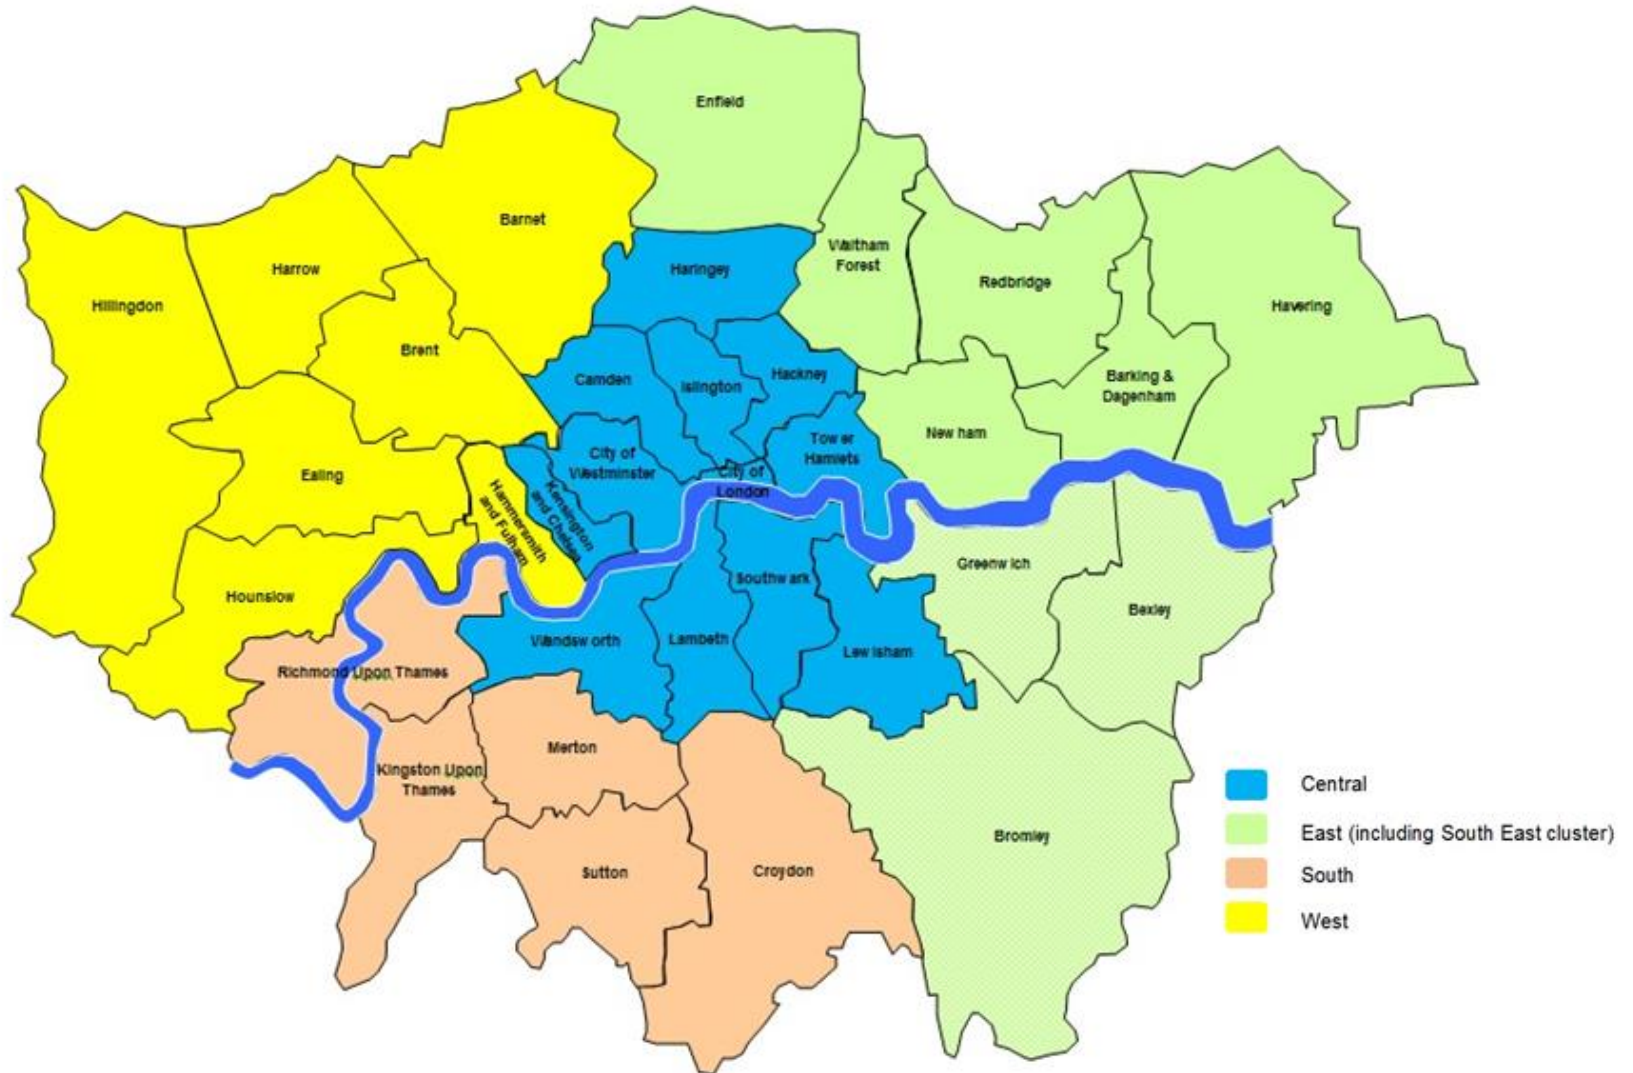 Enfield
Barnet
Waltham
Forest
Harrow
Haringey
Redbridge
Hillingdon
Havering
Brent
Camden
Islington
Hackney
Barking &
Dagenham
New ham
Tow er
Hamlets
City of
Westminster
City of
London
Ealing
Hammersmith
and Fulham
Kensington
and Chelsea
Greenw ich
Southw ark
Hounslow
Bexley
Wandsw orth
Lambeth
Lew isham
Richmond Upon Thames
Merton
Kingston Upon
Thames
Bromley
Sutton
Croydon
Central
East (including South East cluster)
South
West